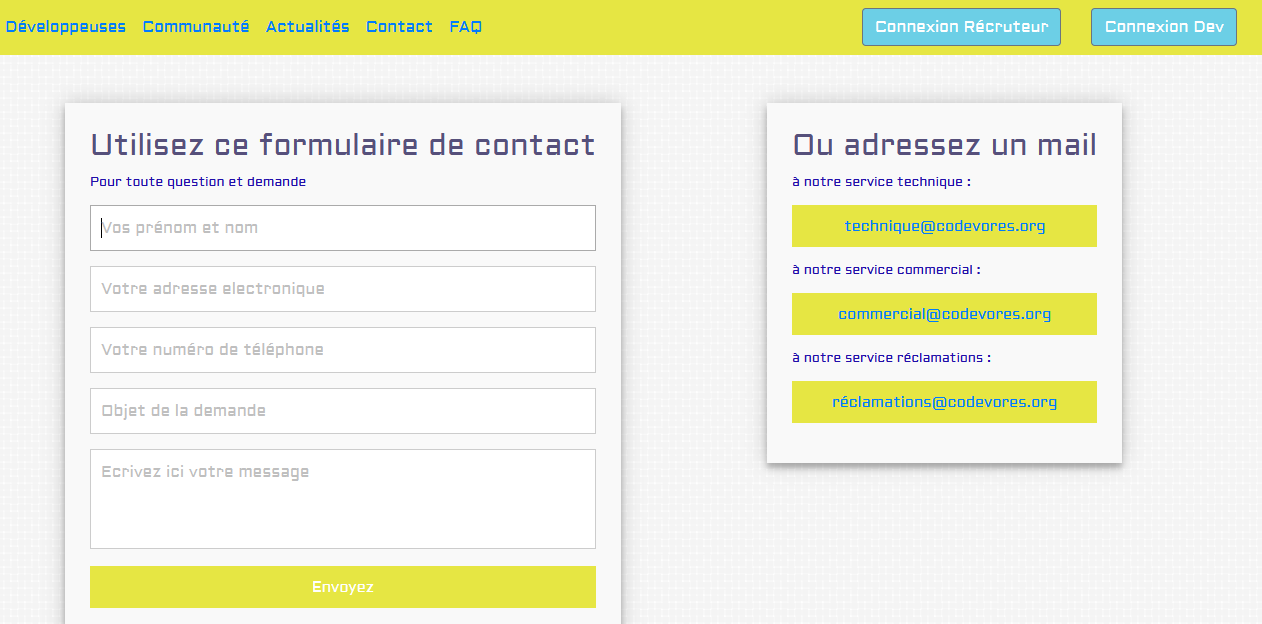 Développeuses Communauté Actualités Contact FAQ Connexion Récruteur Connexion Dev
Utilisez ce formulaire de contact
Pour toute question et demande
Vos prénom et nom
Votre adresse electronique
Votre numéro de téléphone
Objet de la demande
Ecrivez ici votre message
Envoyez
Ou adressez un mail
à notre service technique :
technique@codevores.org
à notre service commercial :
commercial@codevores.org
à notre service réclamations :
réclamations@codevores.org